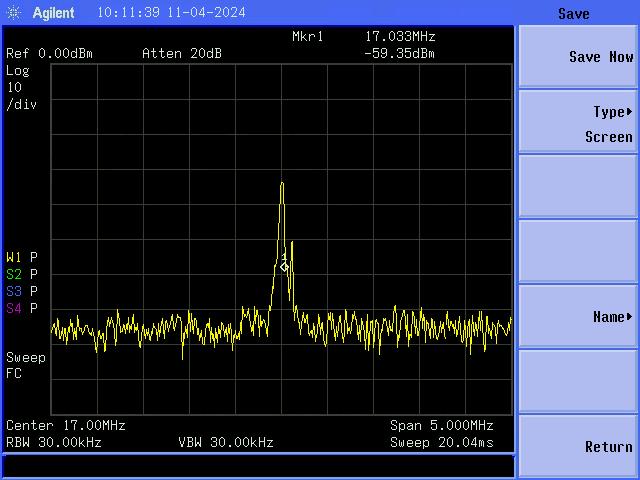 Agilent 10:11:39 11-04-2024 Save
Mkr1 17.033MHz
Ref 0.00dBm Atten 20dB -59.35dBm
Log
10
/div
1
W1 P
S2 P
S3 P
S4 P
Sweep
FC
Center 17.00MHz Span 5.000MHz
RBW 30.00kHz VBW 30.00kHz Sweep 20.04ms
Save Now
Type
Screen
Name
Return